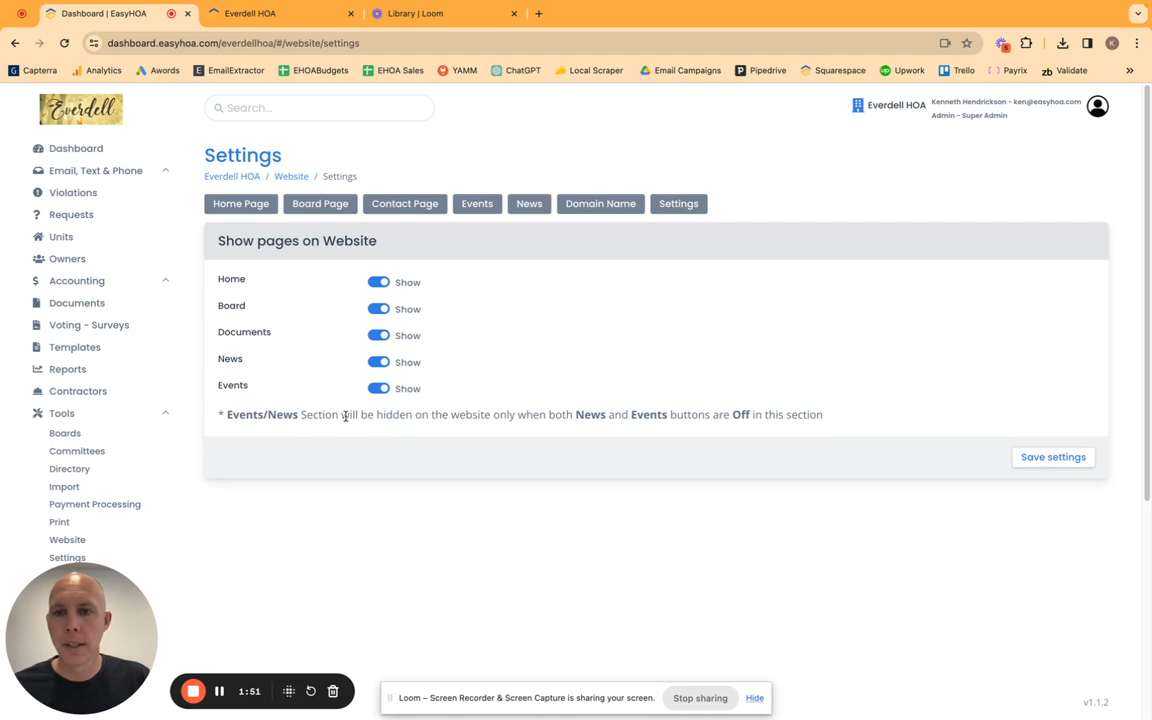 Dashboard | EasyHOA
Everdell HOA
Library | Loom
dashboard.easyhoa.com/everdellhoa/#/website/settings
K
Capterra
Analytics
Awords
EmailExtractor
EHOABudgets
EHOA Sales
YAMM
ChatGPT
Local Scraper
Email Campaigns
Pipedrive
Squarespace
Upwork
Trello
Payrix
zb Validate
»
Everdell
Search...
Everdell HOA
Kenneth Hendrickson - ken@easyhoa.com
Admin - Super Admin
Dashboard
Email, Text & Phone
Violations
Requests
Units
Owners
Accounting
Documents
Voting - Surveys
Templates
Reports
Contractors
Tools
Boards
Committees
Directory
Import
Payment Processing
Print
Website
Settings
Settings
Everdell HOA / Website / Settings
Home Page
Board Page
Contact Page
Events
News
Domain Name
Settings
Show pages on Website
Home Show
Board Show
Documents Show
News Show
Events Show
* Events/News Section will be hidden on the website only when both News and Events buttons are Off in this section
Save settings
1:51
Loom – Screen Recorder & Screen Capture is sharing your screen.
Stop sharing
Hide
v1.1.2